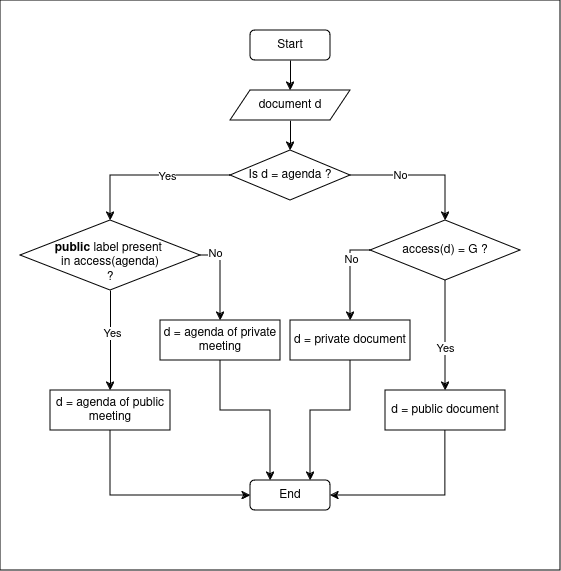 Start
document d
Is d = agenda ?
Yes
No
public label present
in access(agenda)
?
access(d) = G ?
No
No
Yes
Yes
d = agenda of private
meeting
d = private document
d = agenda of public
meeting
d = public document
End